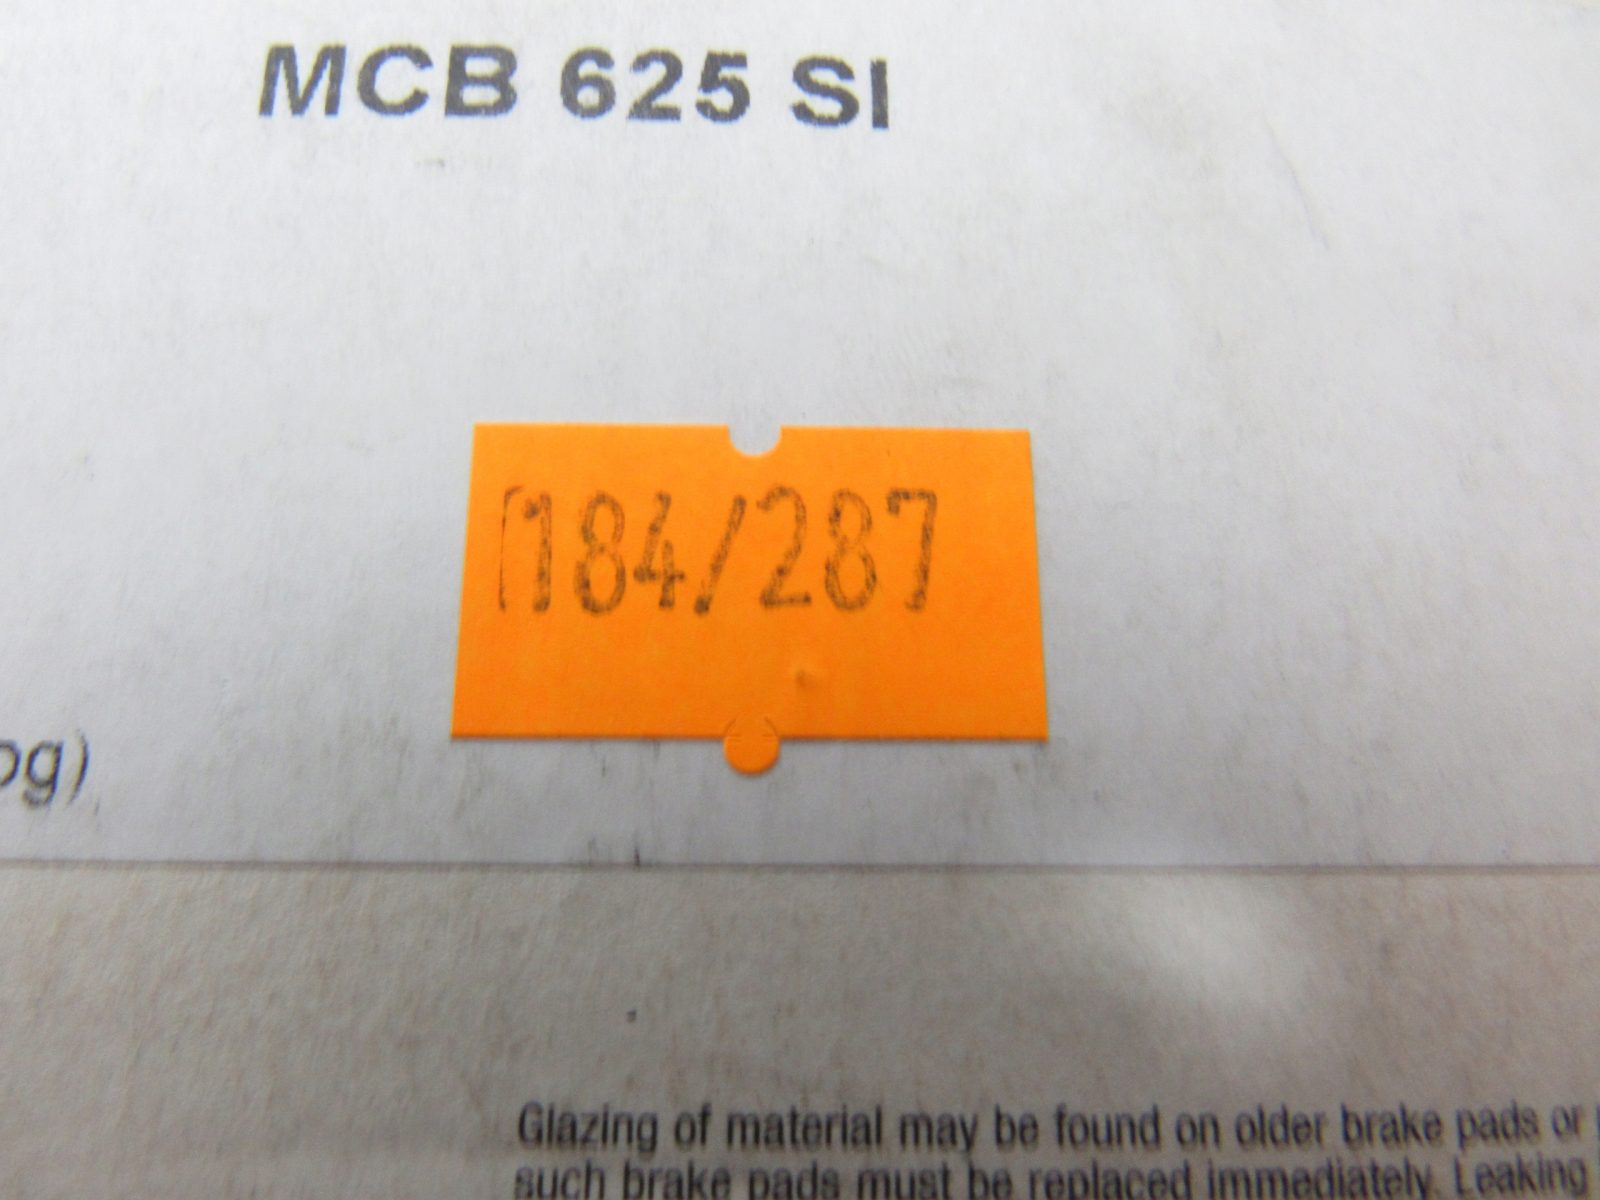 MCB 625 SI
184/287
og)
Glazing of material may be found on older brake pads or
such brake pads must be replaced immediately. Leaking